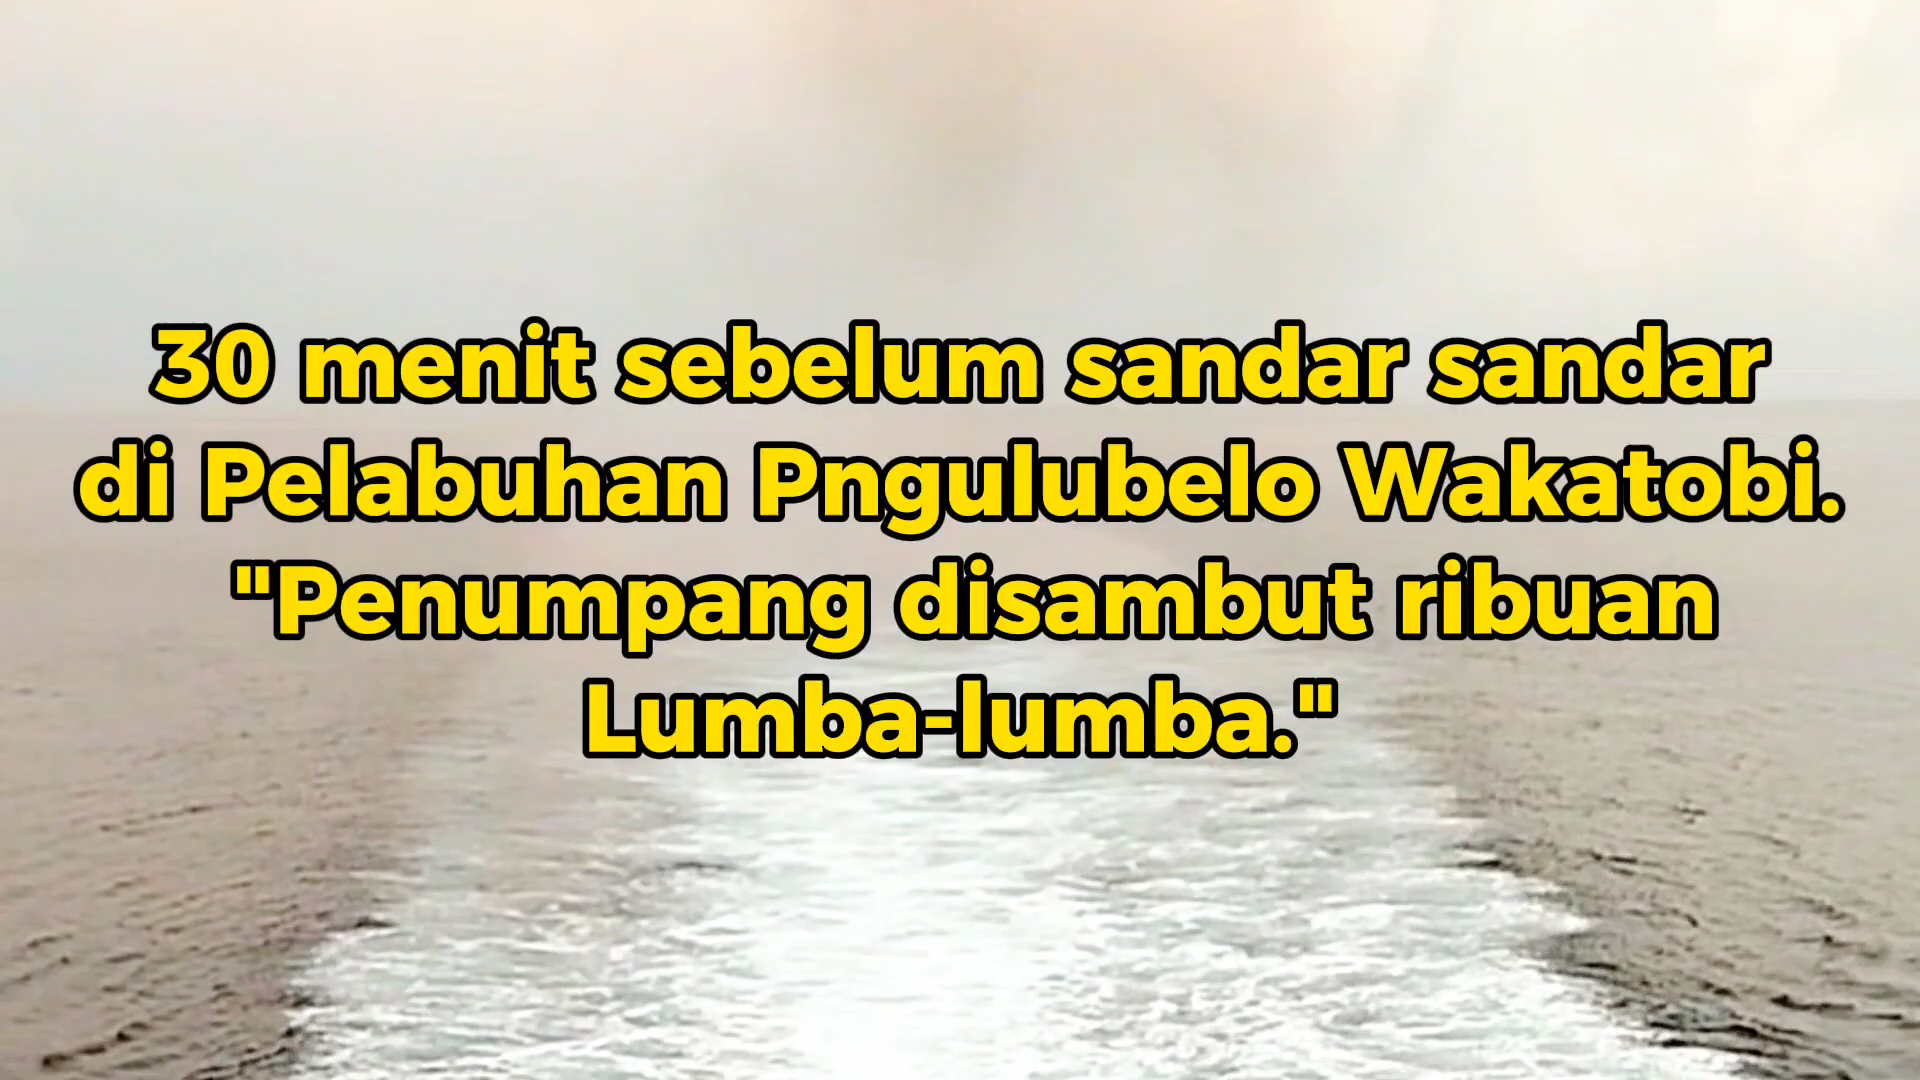 30 menit sebelum sandar sandar
di Pelabuhan Pngulubelo Wakatobi.
"Penumpang disambut ribuan
Lumba-lumba."